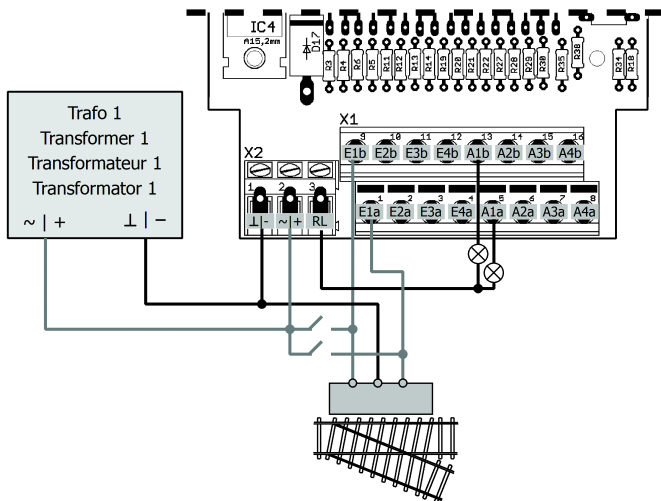 IC4
A15,2mm
D17
R3
R4
R6
R5
R11
R12
R13
R14
R19
R20
R21
R22
R27
R28
R29
R30
R35
R38
R34
R18
Trafo 1
Transformer 1
Transformateur 1
Transformator 1
~ | + ⊥ | −
X1
9 10 11 12 13 14 15 16
E1b E2b E3b E4b A1b A2b A3b A4b
X2
1 2 3
⊥|- ~|+ RL
1 2 3 4 5 6 7 8
E1a E2a E3a E4a A1a A2a A3a A4a